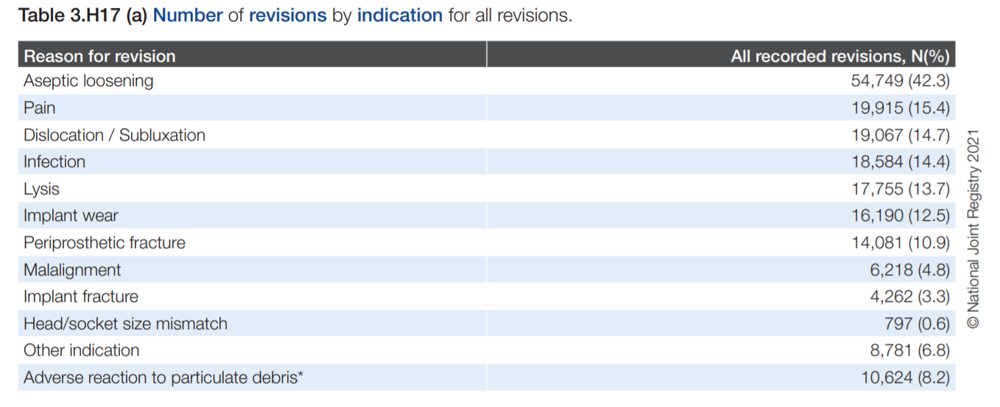 Table 3.H17 (a) Number of revisions by indication for all revisions.
Reason for revision All recorded revisions, N(%)
Aseptic loosening 54,749 (42.3)
Pain 19,915 (15.4)
Dislocation / Subluxation 19,067 (14.7)
Infection 18,584 (14.4)
Lysis 17,755 (13.7)
Implant wear 16,190 (12.5)
Periprosthetic fracture 14,081 (10.9)
Malalignment 6,218 (4.8)
Implant fracture 4,262 (3.3)
Head/socket size mismatch 797 (0.6)
Other indication 8,781 (6.8)
Adverse reaction to particulate debris* 10,624 (8.2)
© National Joint Registry 2021